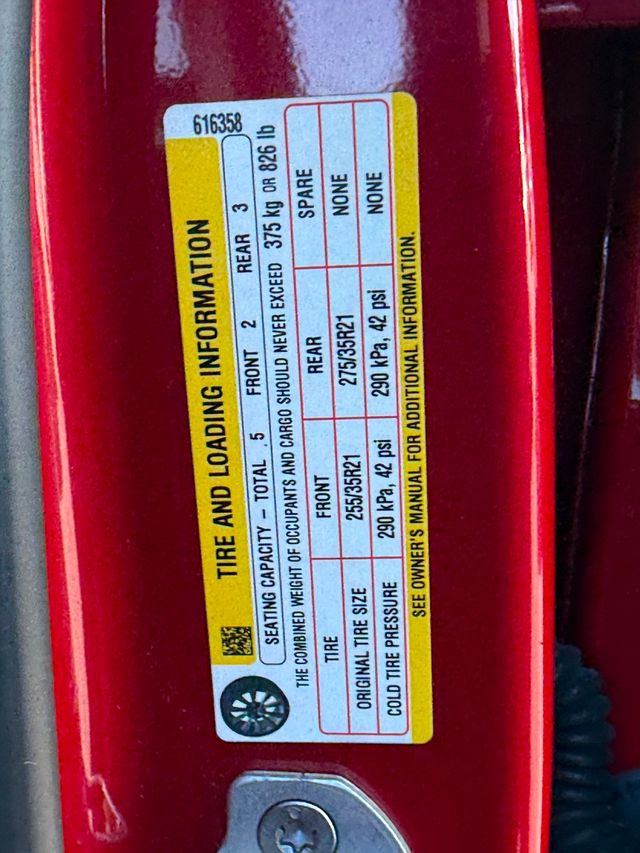 616358
TIRE AND LOADING INFORMATION
SEATING CAPACITY – TOTAL 5 FRONT 2 REAR 3
THE COMBINED WEIGHT OF OCCUPANTS AND CARGO SHOULD NEVER EXCEED 375 kg OR 826 lb
TIRE FRONT REAR SPARE
ORIGINAL TIRE SIZE 255/35R21 275/35R21 NONE
COLD TIRE PRESSURE 290 kPa, 42 psi 290 kPa, 42 psi NONE
SEE OWNER'S MANUAL FOR ADDITIONAL INFORMATION.